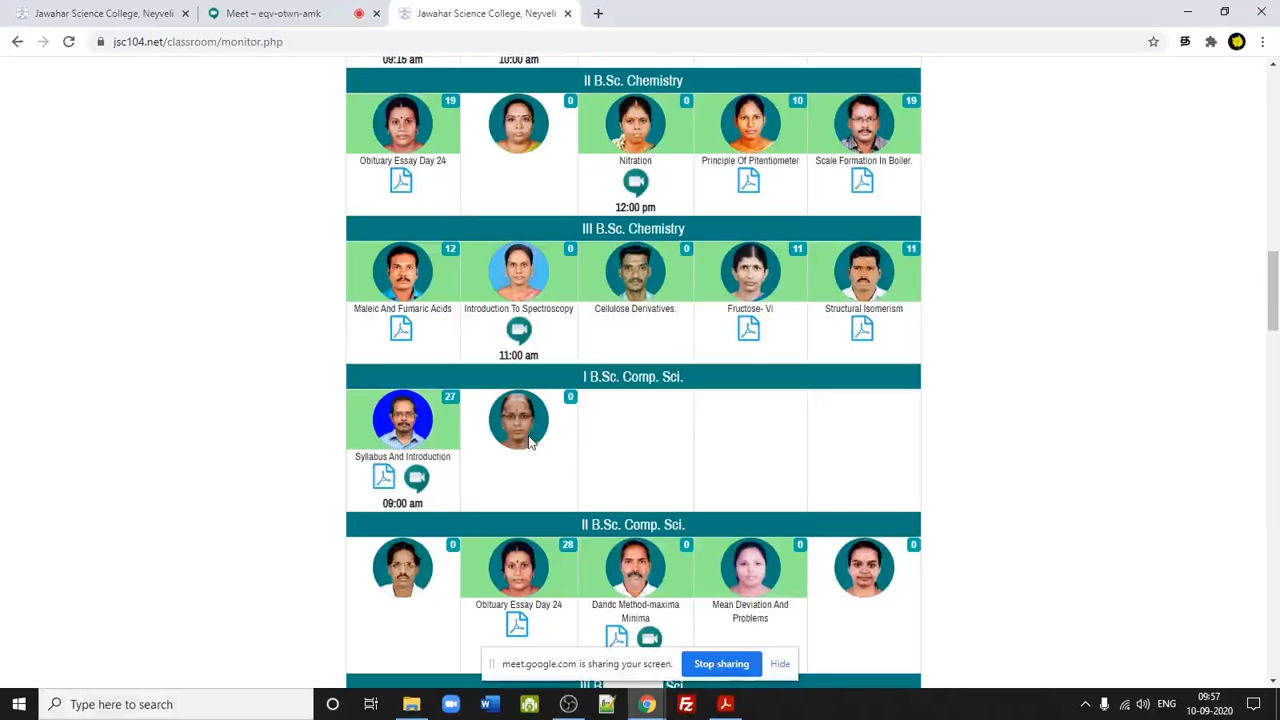 Jawahar Science College, Neyveli
Meet – eqv-otwn-amk
Jawahar Science College, Neyveli
jsc104.net/classroom/monitor.php
09:15 am
10:00 am
II B.Sc. Chemistry
19
0
0
10
19
Obituary Essay Day 24
Nitration
Principle Of Pitentiometer
Scale Formation In Boiler.
12:00 pm
III B.Sc. Chemistry
12
0
0
11
11
Maleic And Fumaric Acids
Introduction To Spectroscopy
Cellulose Derivatives.
Fructose- Vi
Structural Isomerism
11:00 am
I B.Sc. Comp. Sci.
27
0
Syllabus And Introduction
09:00 am
II B.Sc. Comp. Sci.
0
28
0
0
0
Obituary Essay Day 24
Dandc Method-maxima
Minima
Mean Deviation And
Problems
meet.google.com is sharing your screen.
Stop sharing
Hide
Type here to search
ENG
09:57
10-09-2020